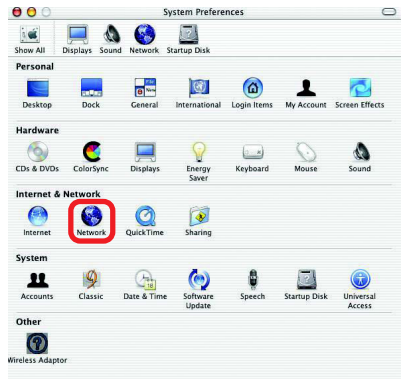 System Preferences
Show All Displays Sound Network Startup Disk
Personal
Desktop Dock General International Login Items My Account Screen Effects
Hardware
CDs & DVDs ColorSync Displays Energy Saver Keyboard Mouse Sound
Internet & Network
Internet Network QuickTime Sharing
System
Accounts Classic Date & Time Software Update Speech Startup Disk Universal Access
Other
Wireless Adaptor